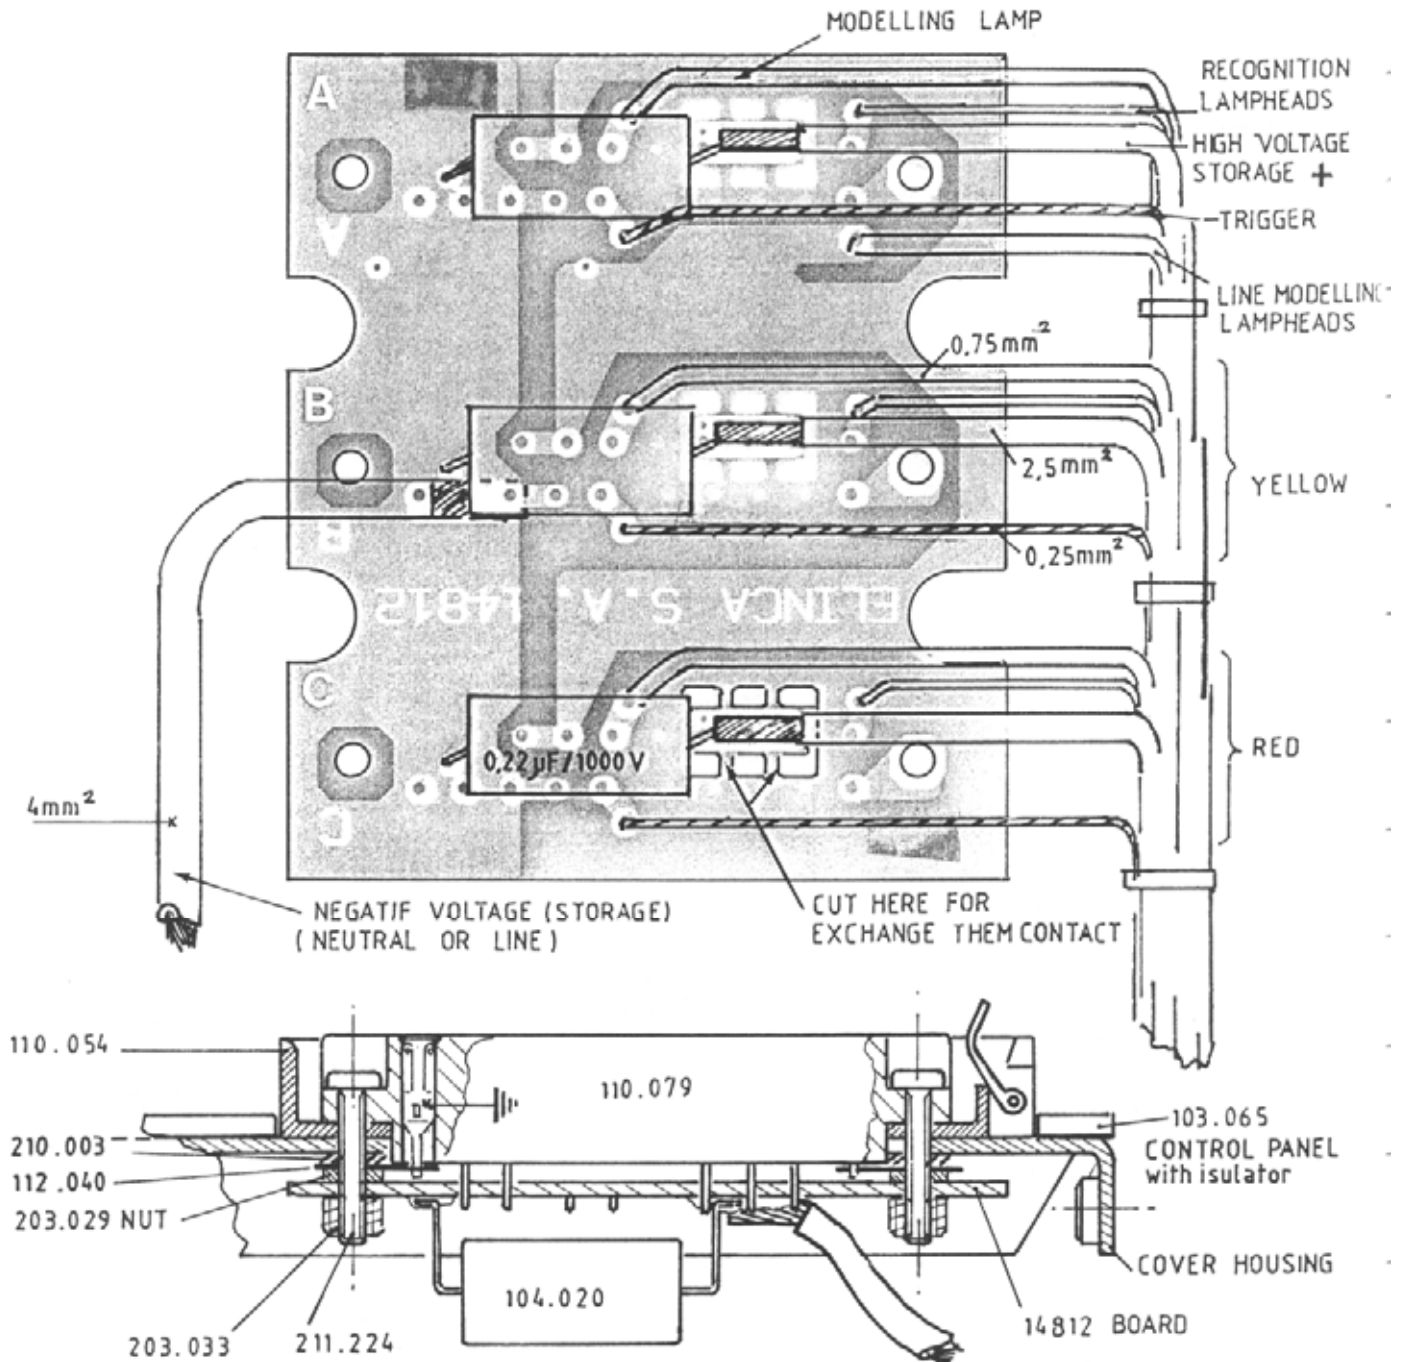 MODELLING LAMP
RECOGNITION
LAMPHEADS
HIGH VOLTAGE
STORAGE +
TRIGGER
LINE MODELLING
LAMPHEADS
A
A
0,75mm²
B
2,5mm²
YELLOW
B
0,25mm²
ELINCA S.A. 14812
C
RED
0,22µF/1000V
4mm²
C
NEGATIF VOLTAGE (STORAGE)
(NEUTRAL OR LINE)
CUT HERE FOR
EXCHANGE THEM CONTACT
110.054
110.079
103.065
CONTROL PANEL
with isulator
210.003
112.040
203.029 NUT
COVER HOUSING
104.020
14812 BOARD
203.033
211.224